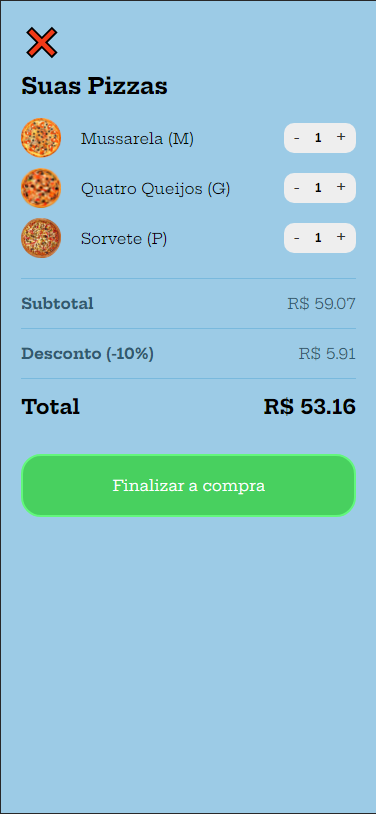 Suas Pizzas
Mussarela (M) - 1 +
Quatro Queijos (G) - 1 +
Sorvete (P) - 1 +
Subtotal R$ 59.07
Desconto (-10%) R$ 5.91
Total R$ 53.16
Finalizar a compra